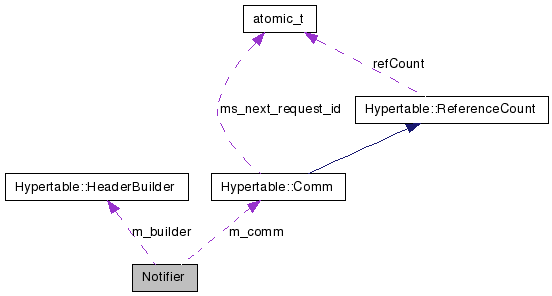 atomic_t
refCount
ms_next_request_id
Hypertable::ReferenceCount
Hypertable::HeaderBuilder
Hypertable::Comm
m_builder
m_comm
Notifier